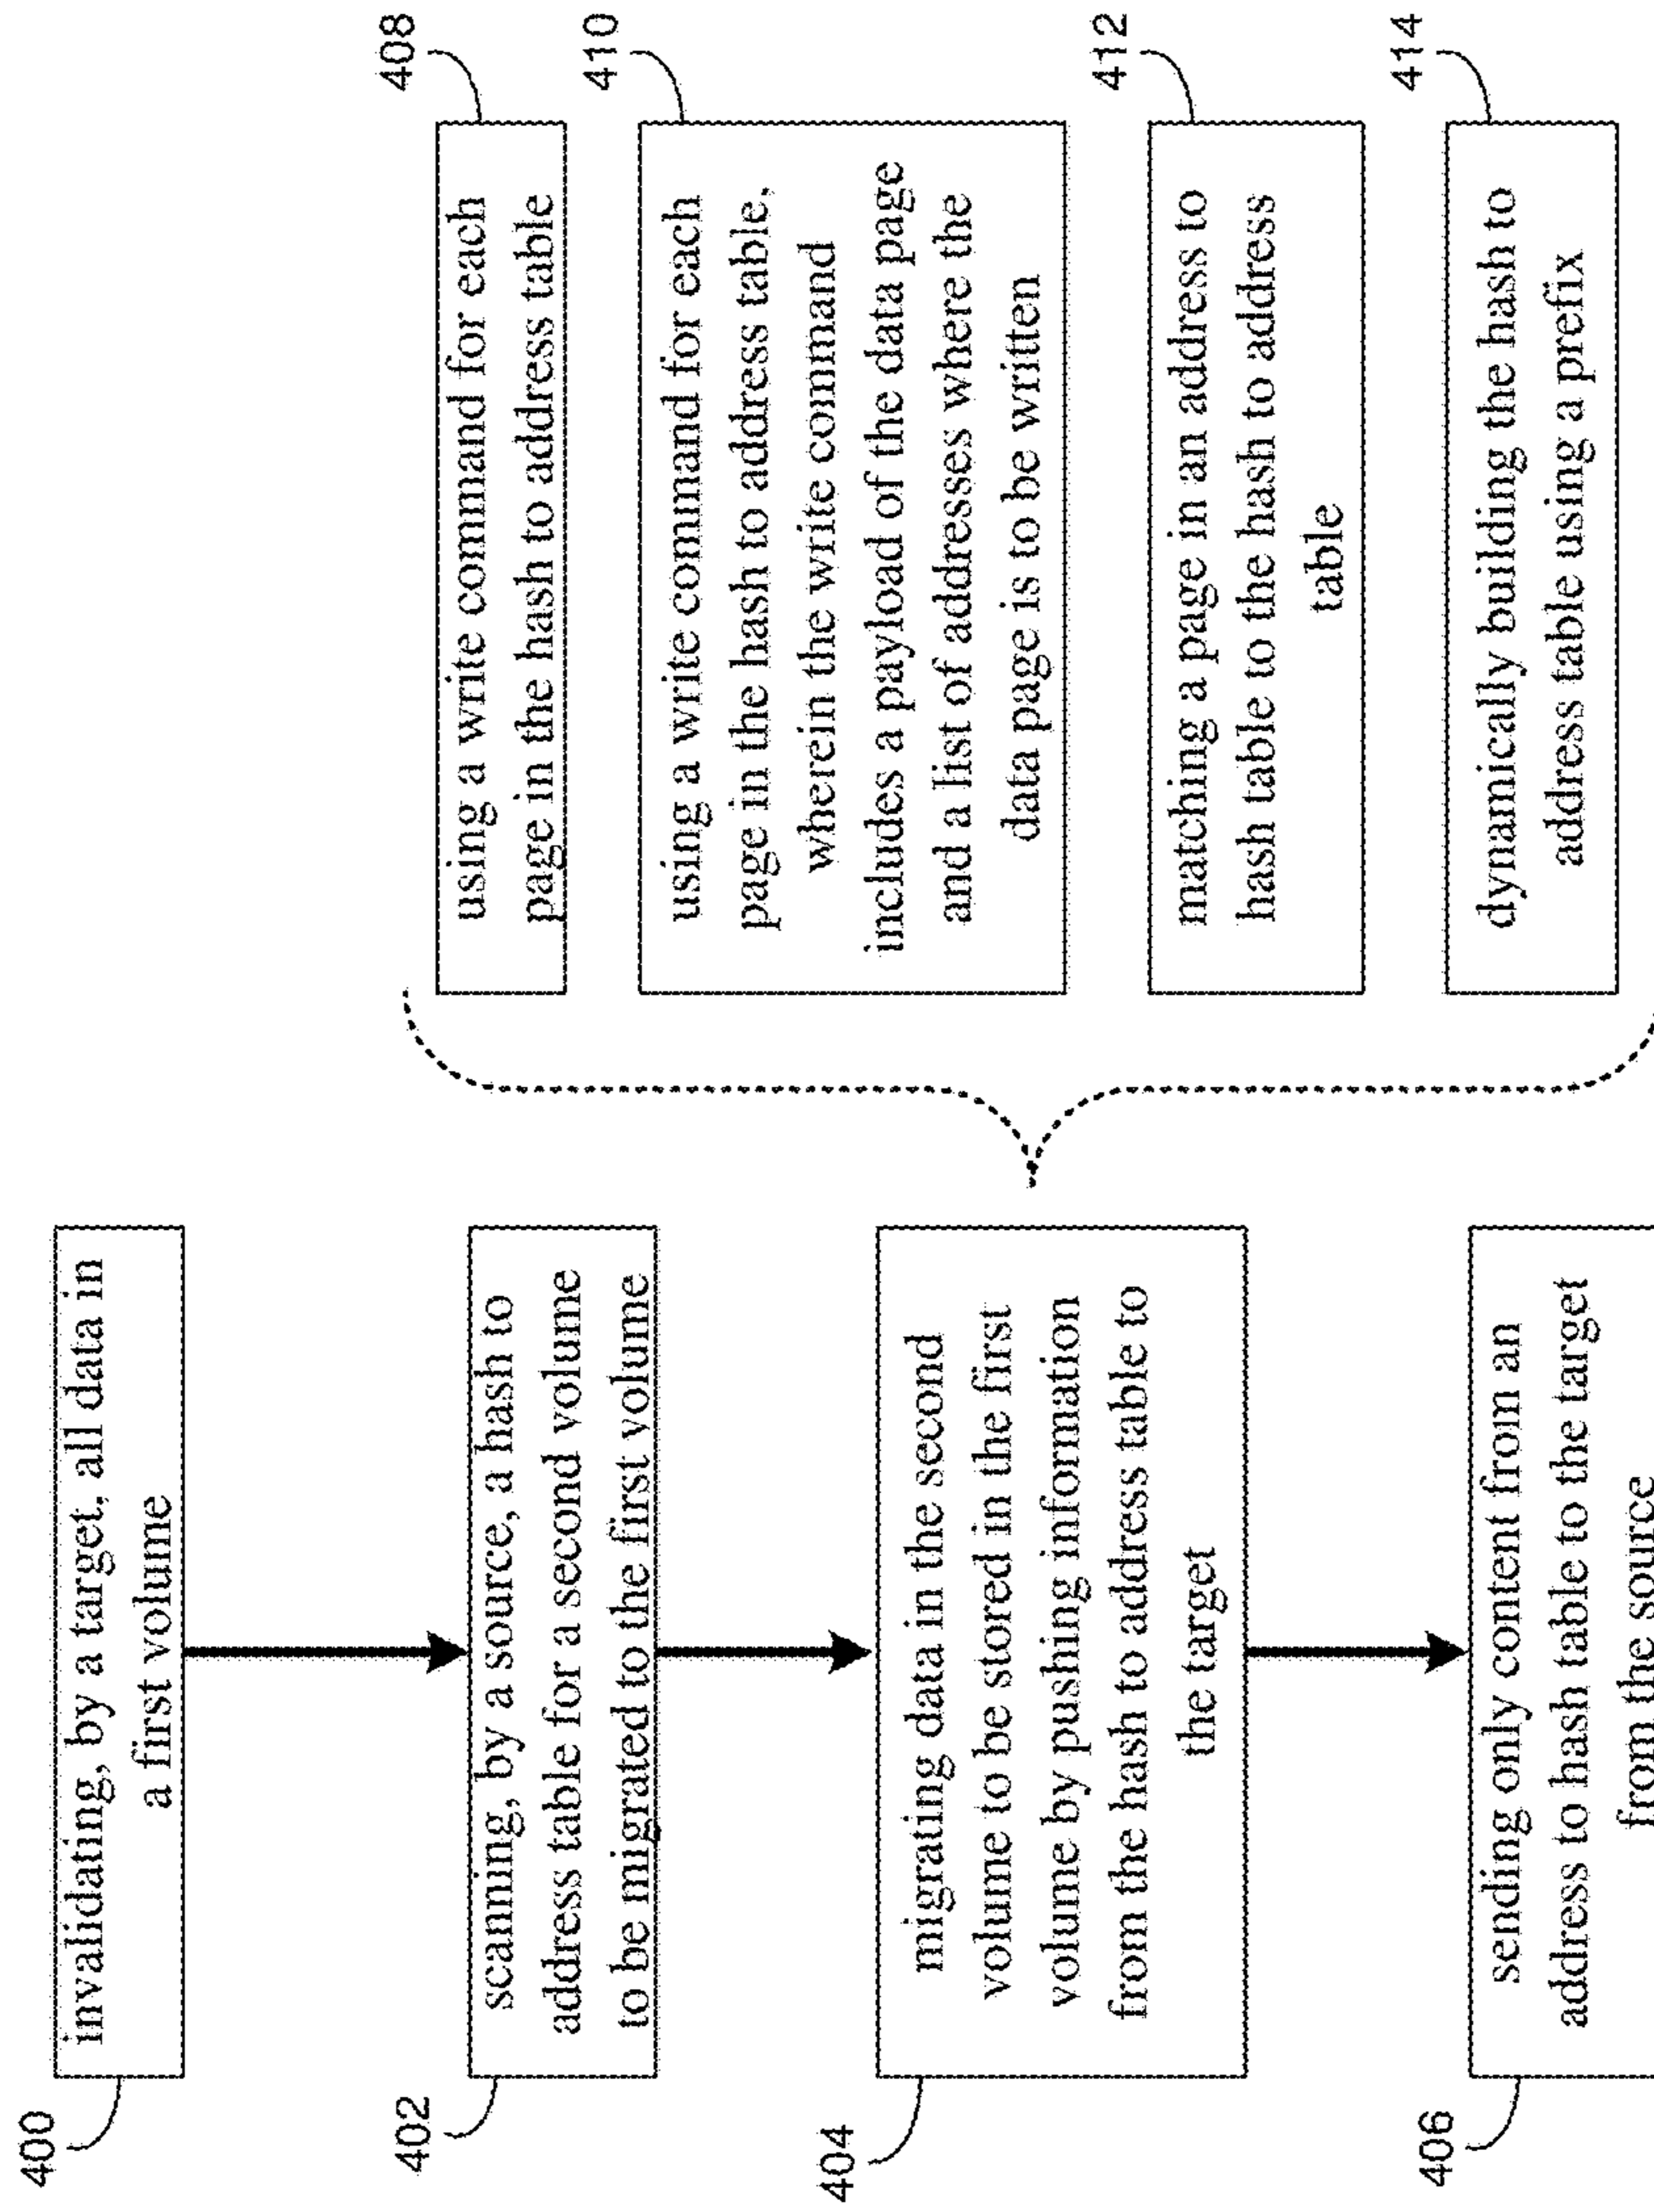 400
invalidating, by a target, all data in
a first volume
402
scanning, by a source, a hash to
address table for a second volume
to be migrated to the first volume
404
migrating data in the second
volume to be stored in the first
volume by pushing information
from the hash to address table to
the target
406
sending only content from an
address to hash table to the target
from the source
408
using a write command for each
page in the hash to address table
410
using a write command for each
page in the hash to address table,
wherein the write command
includes a payload of the data page
and a list of addresses where the
data page is to be written
412
matching a page in an address to
hash table to the hash to address
table
414
dynamically building the hash to
address table using a prefix